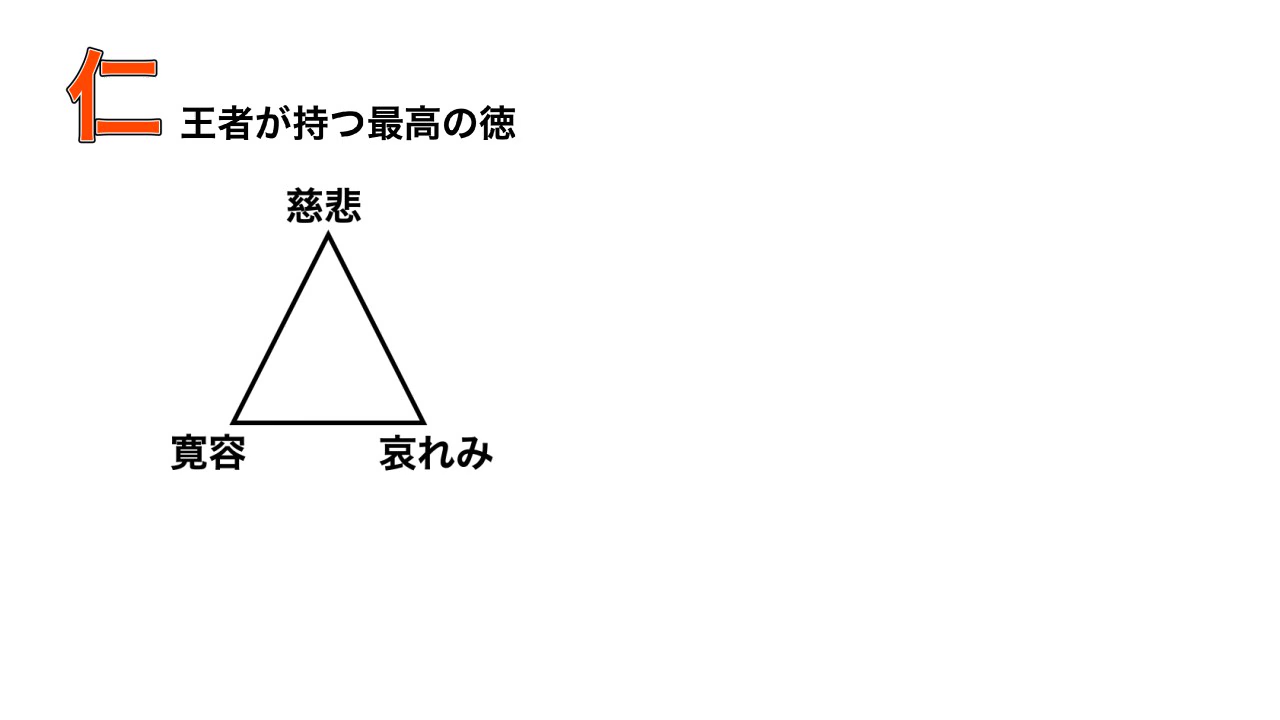 仁 王者が持つ最高の徳
慈悲
寛容 哀れみ